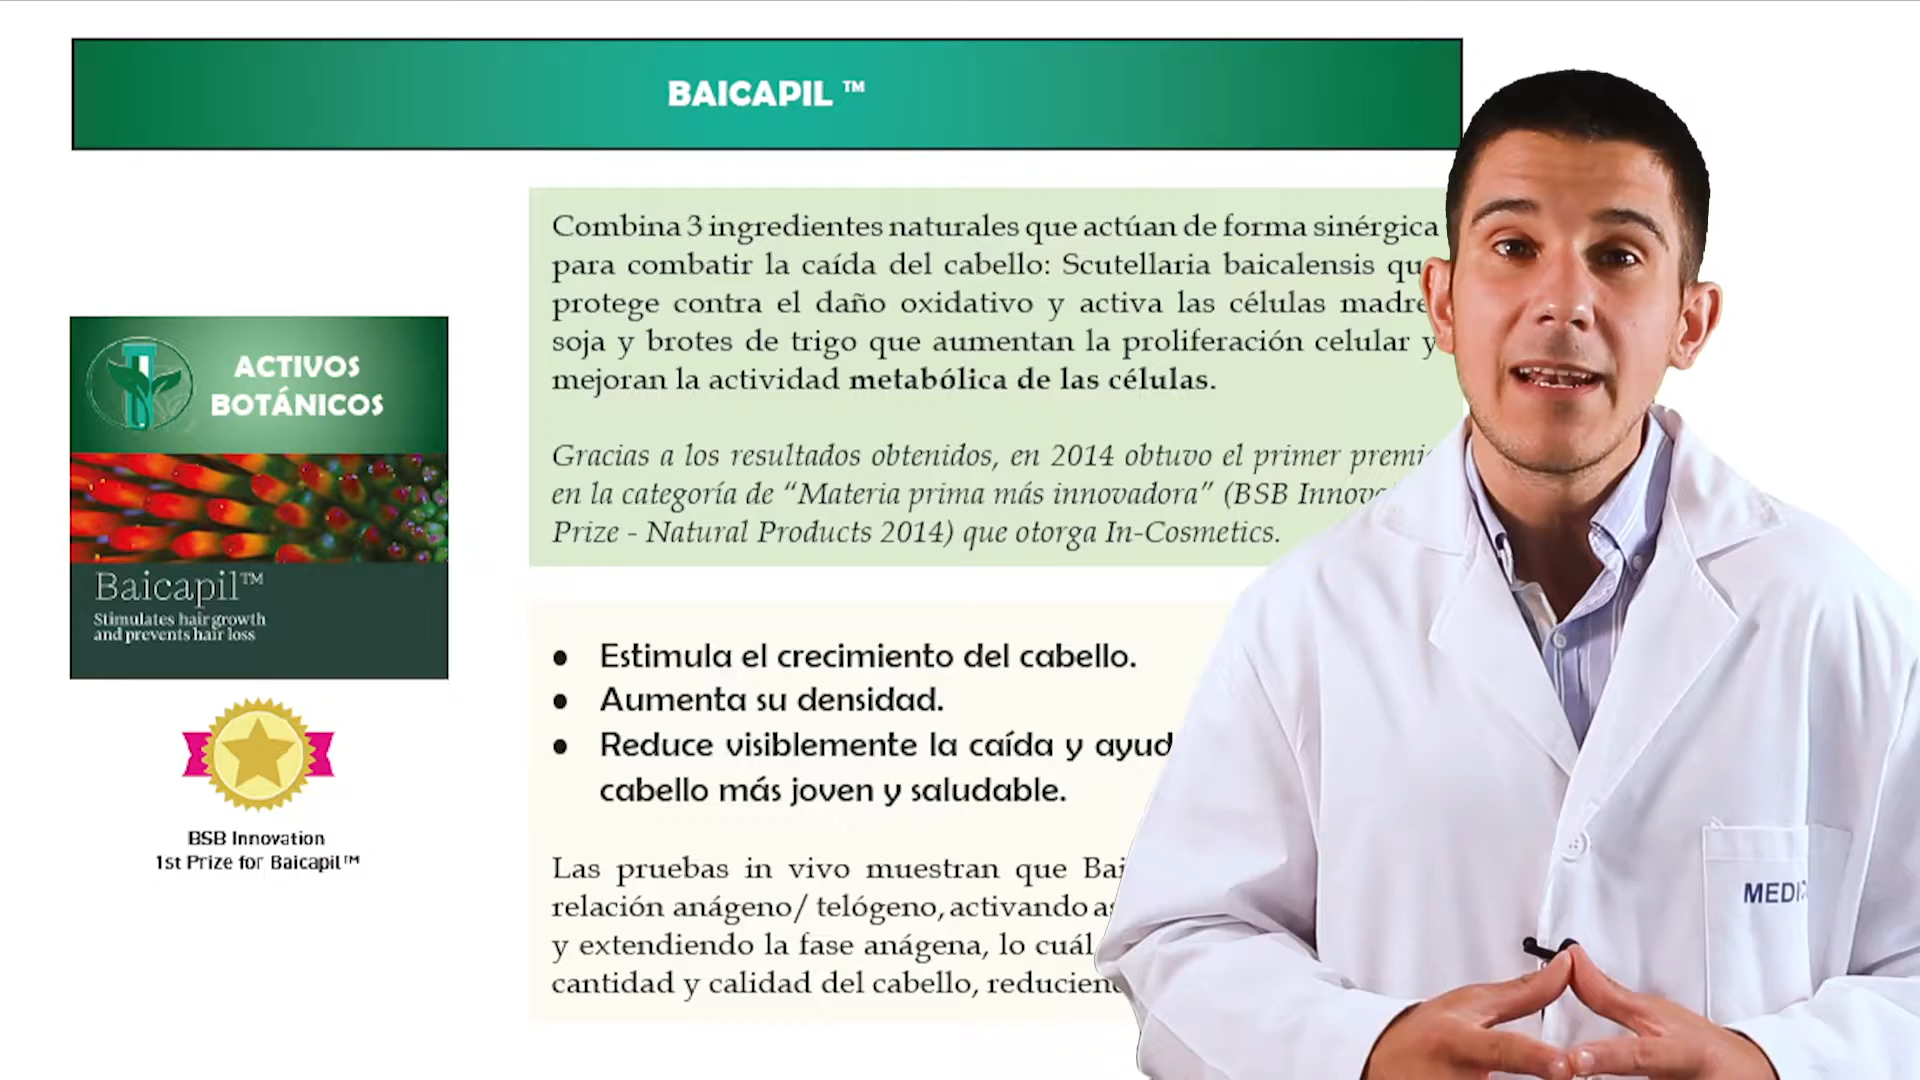 BAICAPIL ™
Combina 3 ingredientes naturales que actúan de forma sinérgica
para combatir la caída del cabello: Scutellaria baicalensis
protege contra el daño oxidativo y activa las células madre
soja y brotes de trigo que aumentan la proliferación celular y
mejoran la actividad metabólica de las células.
Gracias a los resultados obtenidos, en 2014 obtuvo el primer
en la categoría de “Materia prima más innovadora” (BSB
Prize - Natural Products 2014) que otorga In-Cosmetics.
ACTIVOS
BOTÁNICOS
Baicapil™
Stimulates hair growth
and prevents hair loss
BSB Innovation
1st Prize for Baicapil™
● Estimula el crecimiento del cabello.
● Aumenta su densidad.
● Reduce visiblemente la caída y
cabello más joven y saludable.
Las pruebas in vivo muestran que
relación anágeno/ telógeno, activando
y extendiendo la fase anágena, lo cuál
cantidad y calidad del cabello,